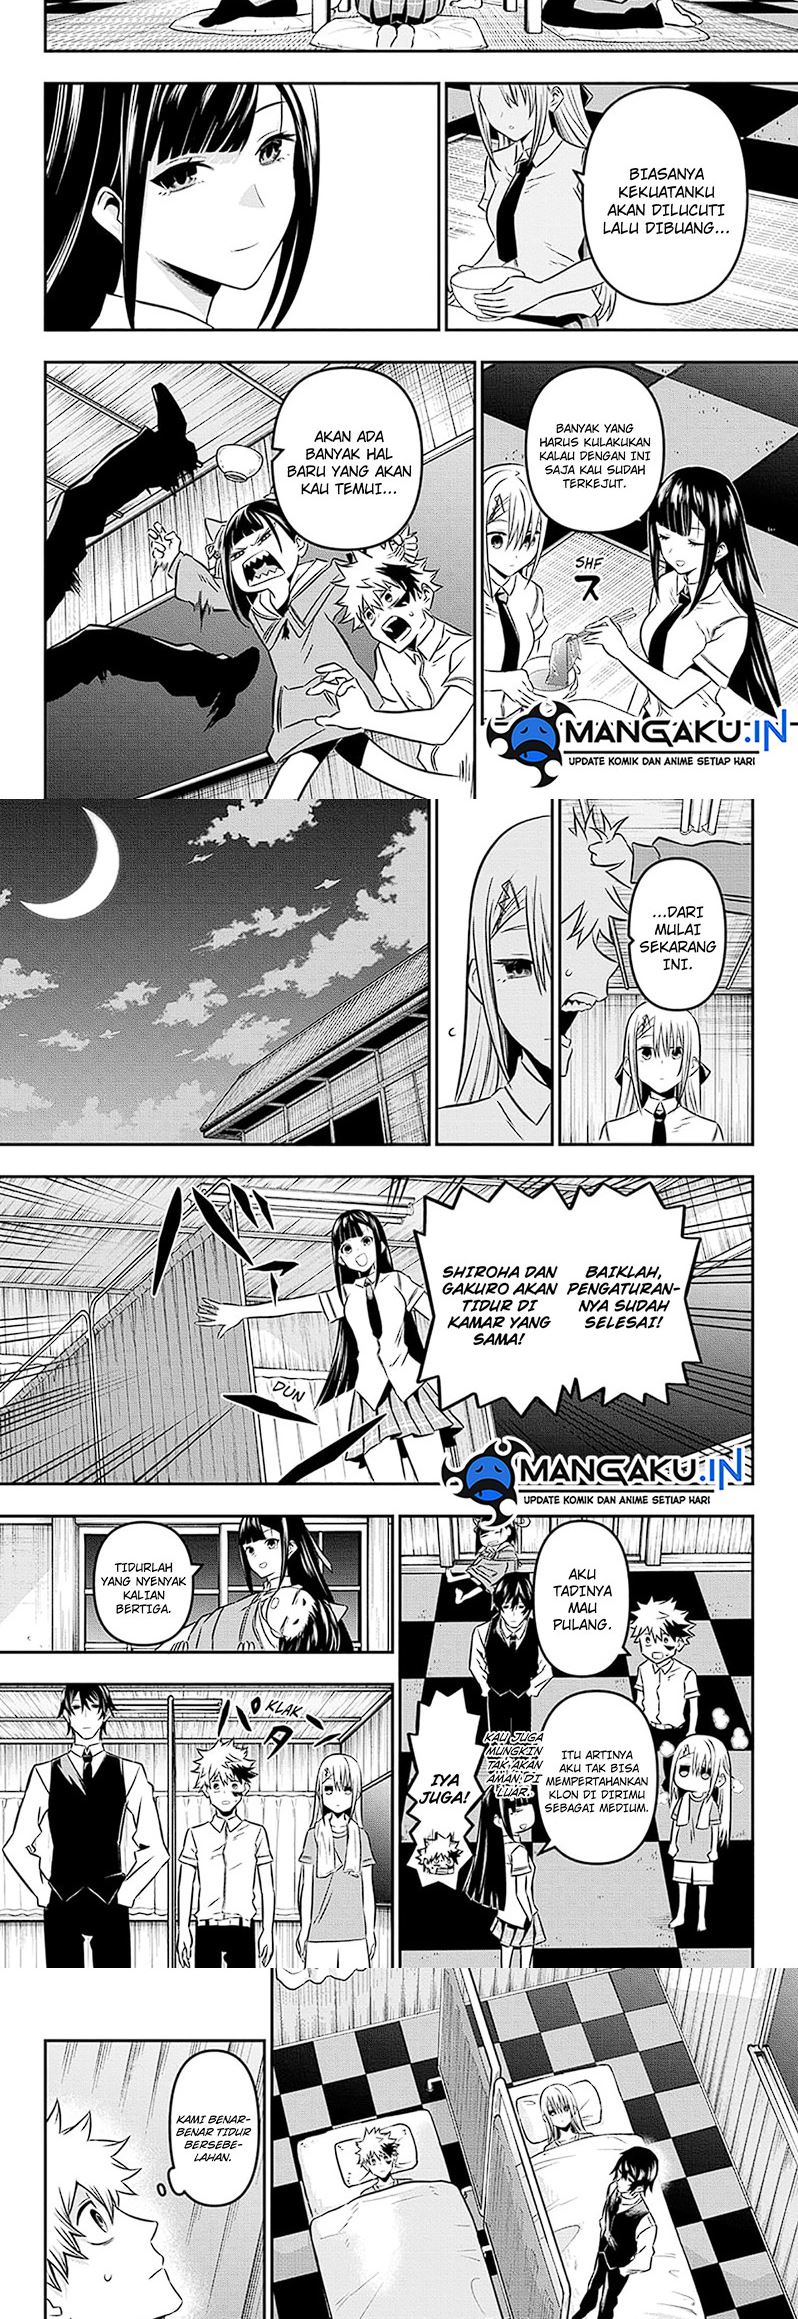 BIASANYA
KEKUATANKU
AKAN DILUCUTI
LALU DIBUANG...
BANYAK YANG
HARUS KULAKUKAN
KALAU DENGAN INI
SAJA KAU SUDAH
TERKEJUT.
SHF
ス
AKAN ADA
BANYAK HAL
BARU YANG AKAN
KAU TEMUI...
MANGAKU.IN
UPDATE KOMIK DAN ANIME SETIAP HARI
...DARI
MULAI
SEKARANG
INI.
BAIKLAH,
PENGATURAN-
NYA SUDAH
SELESAI!
SHIROHA DAN
GAKURO AKAN
TIDUR DI
KAMAR YANG
SAMA!
DUN
MANGAKU.IN
UPDATE KOMIK DAN ANIME SETIAP HARI
AKU
TADINYA
MAU
PULANG.
ITU ARTINYA
AKU TAK BISA
MEMPERTAHANKAN
KLON DI DIRIMU
SEBAGAI MEDIUM.
KAU JUGA
MUNGKIN
TAK AKAN
AMAN DI
LUAR.
IYA
JUGA!
TIDURLAH
YANG NYENYAK
KALIAN
BERTIGA.
KLAK
パタ
KAMI BENAR-
BENAR TIDUR
BERSEBE-
LAHAN.